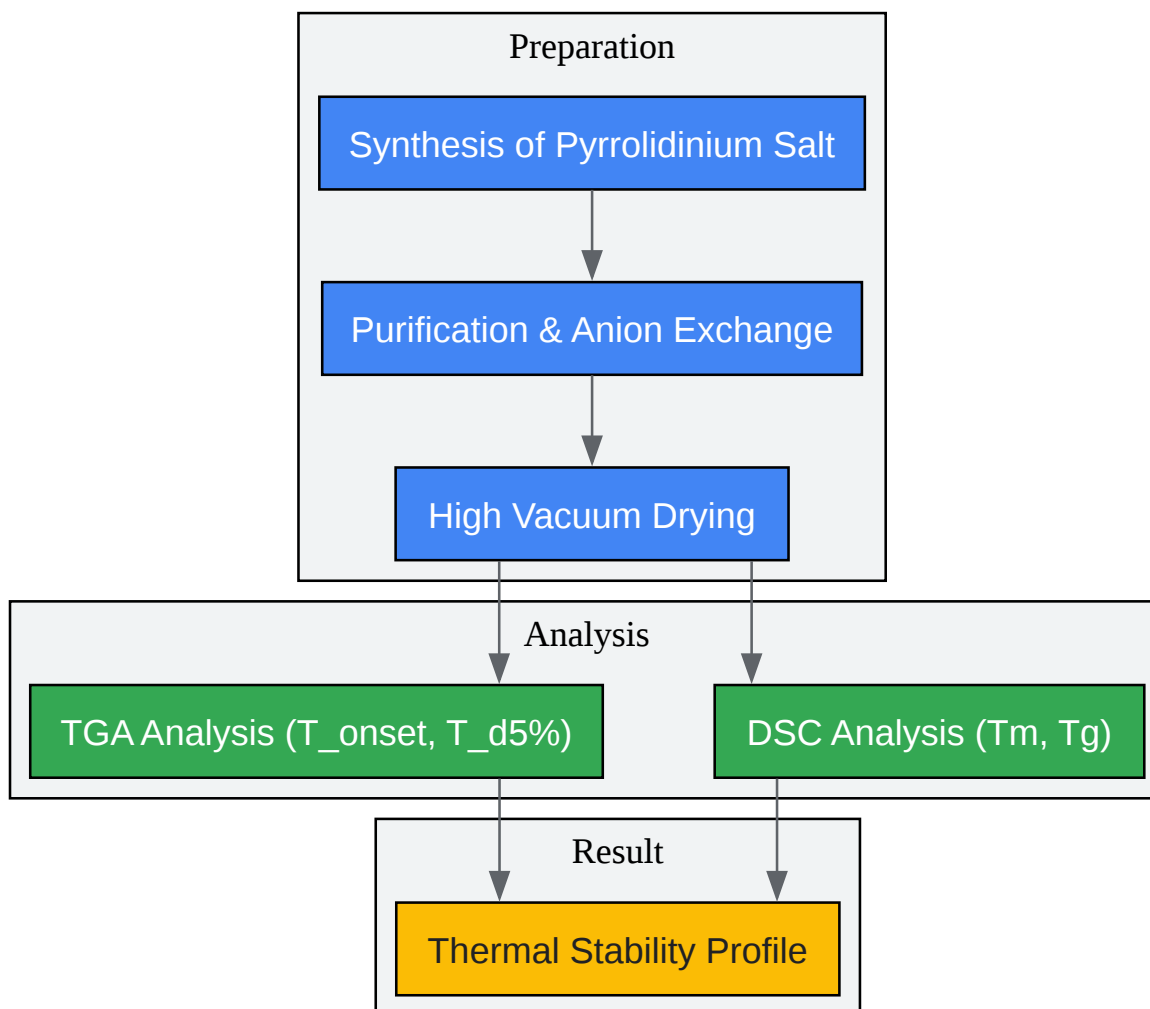 Preparation
Synthesis of Pyrrolidinium Salt
Purification & Anion Exchange
High Vacuum Drying
Analysis
TGA Analysis (T_onset, T_d5%)
DSC Analysis (Tm, Tg)
Result
Thermal Stability Profile